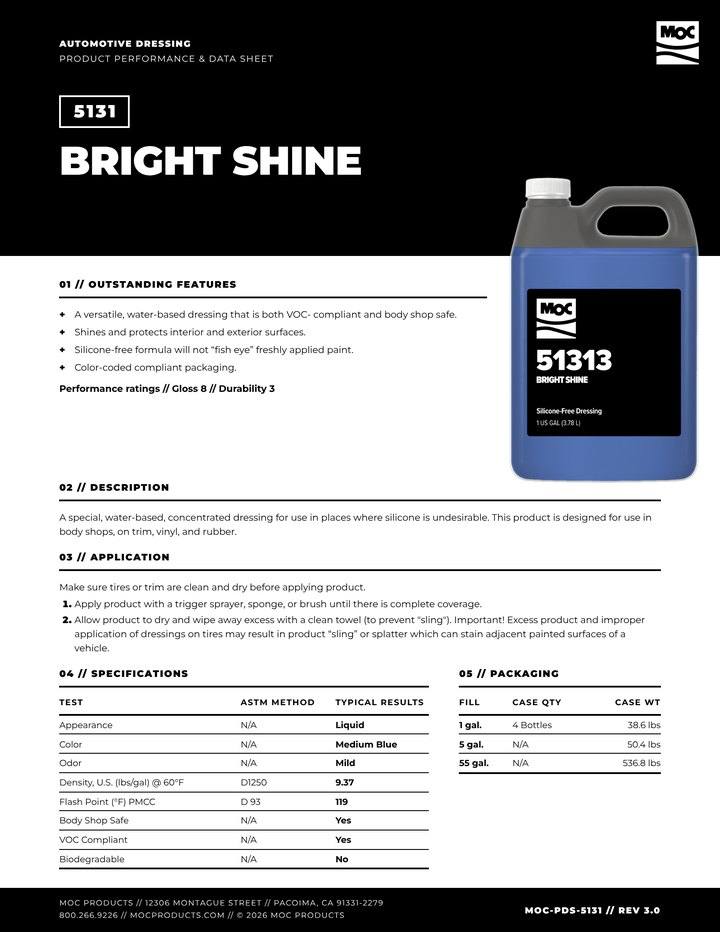 AUTOMOTIVE DRESSING
PRODUCT PERFORMANCE & DATA SHEET
MOC
5131
BRIGHT SHINE
01 // OUTSTANDING FEATURES
+ A versatile, water-based dressing that is both VOC- compliant and body shop safe.
+ Shines and protects interior and exterior surfaces.
+ Silicone-free formula will not “fish eye” freshly applied paint.
+ Color-coded compliant packaging.
Performance ratings // Gloss 8 // Durability 3
MOC
51313
BRIGHT SHINE
Silicone-Free Dressing
1 US GAL (3.78 L)
02 // DESCRIPTION
A special, water-based, concentrated dressing for use in places where silicone is undesirable. This product is designed for use in
body shops, on trim, vinyl, and rubber.
03 // APPLICATION
Make sure tires or trim are clean and dry before applying product.
1. Apply product with a trigger sprayer, sponge, or brush until there is complete coverage.
2. Allow product to dry and wipe away excess with a clean towel (to prevent "sling"). Important! Excess product and improper
application of dressings on tires may result in product “sling” or splatter which can stain adjacent painted surfaces of a
vehicle.
04 // SPECIFICATIONS
TEST ASTM METHOD TYPICAL RESULTS
Appearance N/A Liquid
Color N/A Medium Blue
Odor N/A Mild
Density, U.S. (lbs/gal) @ 60°F D1250 9.37
Flash Point (°F) PMCC D 93 119
Body Shop Safe N/A Yes
VOC Compliant N/A Yes
Biodegradable N/A No
05 // PACKAGING
FILL CASE QTY CASE WT
1 gal. 4 Bottles 38.6 lbs
5 gal. N/A 50.4 lbs
55 gal. N/A 536.8 lbs
MOC PRODUCTS // 12306 MONTAGUE STREET // PACOIMA, CA 91331-2279
800.266.9226 // MOCPRODUCTS.COM // © 2026 MOC PRODUCTS
MOC-PDS-5131 // REV 3.0